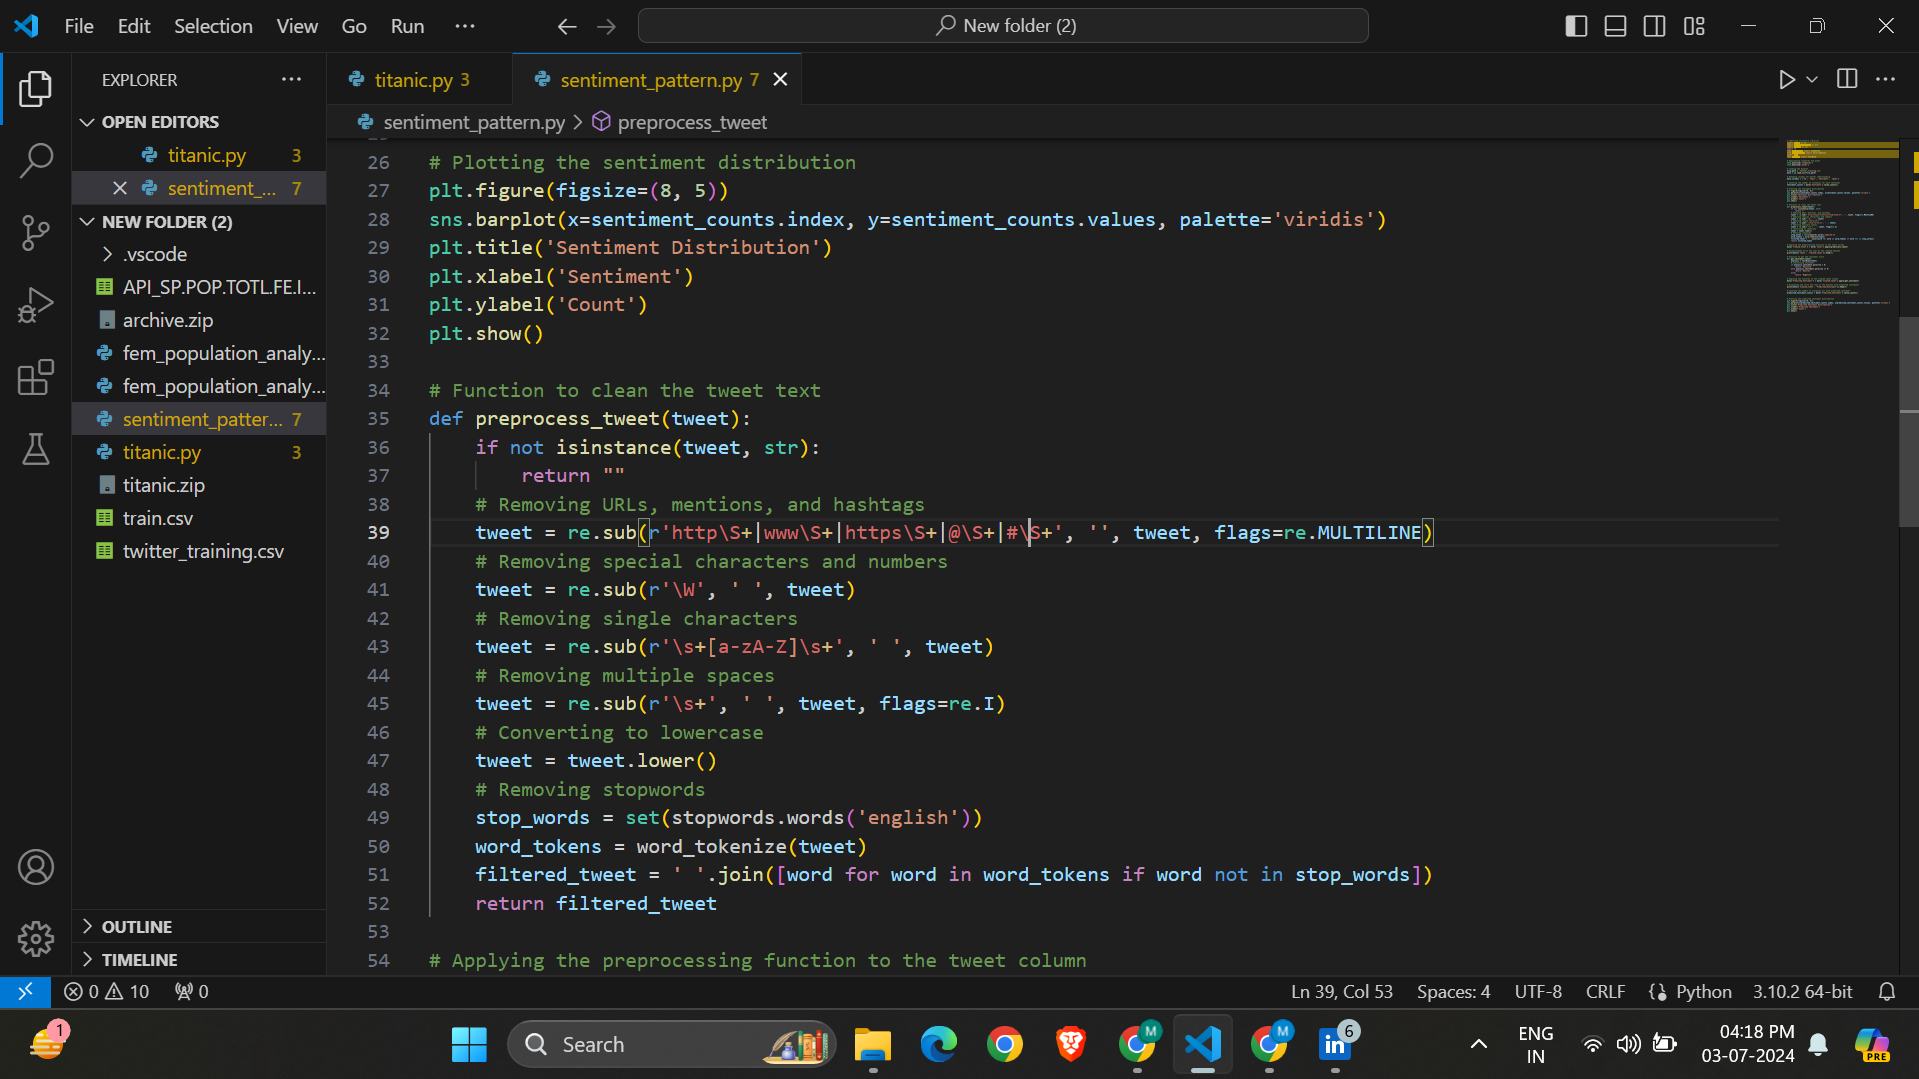 File Edit Selection View Go Run ··· New folder (2)
EXPLORER ···
titanic.py 3 sentiment_pattern.py 7
OPEN EDITORS
sentiment_pattern.py > preprocess_tweet
titanic.py 3
sentiment_... 7
NEW FOLDER (2)
.vscode
API_SP.POP.TOTL.FE.I...
archive.zip
fem_population_analy...
fem_population_analy...
sentiment_patter... 7
titanic.py 3
titanic.zip
train.csv
twitter_training.csv
OUTLINE
TIMELINE
26 # Plotting the sentiment distribution
27 plt.figure(figsize=(8, 5))
28 sns.barplot(x=sentiment_counts.index, y=sentiment_counts.values, palette='viridis')
29 plt.title('Sentiment Distribution')
30 plt.xlabel('Sentiment')
31 plt.ylabel('Count')
32 plt.show()
33
34 # Function to clean the tweet text
35 def preprocess_tweet(tweet):
36 if not isinstance(tweet, str):
37 return ""
38 # Removing URLs, mentions, and hashtags
39 tweet = re.sub(r'http\S+|www\S+|https\S+|@\S+|#\S+', '', tweet, flags=re.MULTILINE)
40 # Removing special characters and numbers
41 tweet = re.sub(r'\W', ' ', tweet)
42 # Removing single characters
43 tweet = re.sub(r'\s+[a-zA-Z]\s+', ' ', tweet)
44 # Removing multiple spaces
45 tweet = re.sub(r'\s+', ' ', tweet, flags=re.I)
46 # Converting to lowercase
47 tweet = tweet.lower()
48 # Removing stopwords
49 stop_words = set(stopwords.words('english'))
50 word_tokens = word_tokenize(tweet)
51 filtered_tweet = ' '.join([word for word in word_tokens if word not in stop_words])
52 return filtered_tweet
53
54 # Applying the preprocessing function to the tweet column
0 10 0 Ln 39, Col 53 Spaces: 4 UTF-8 CRLF Python 3.10.2 64-bit
1 Search M M in 6 ENG IN 04:18 PM 03-07-2024 PRE